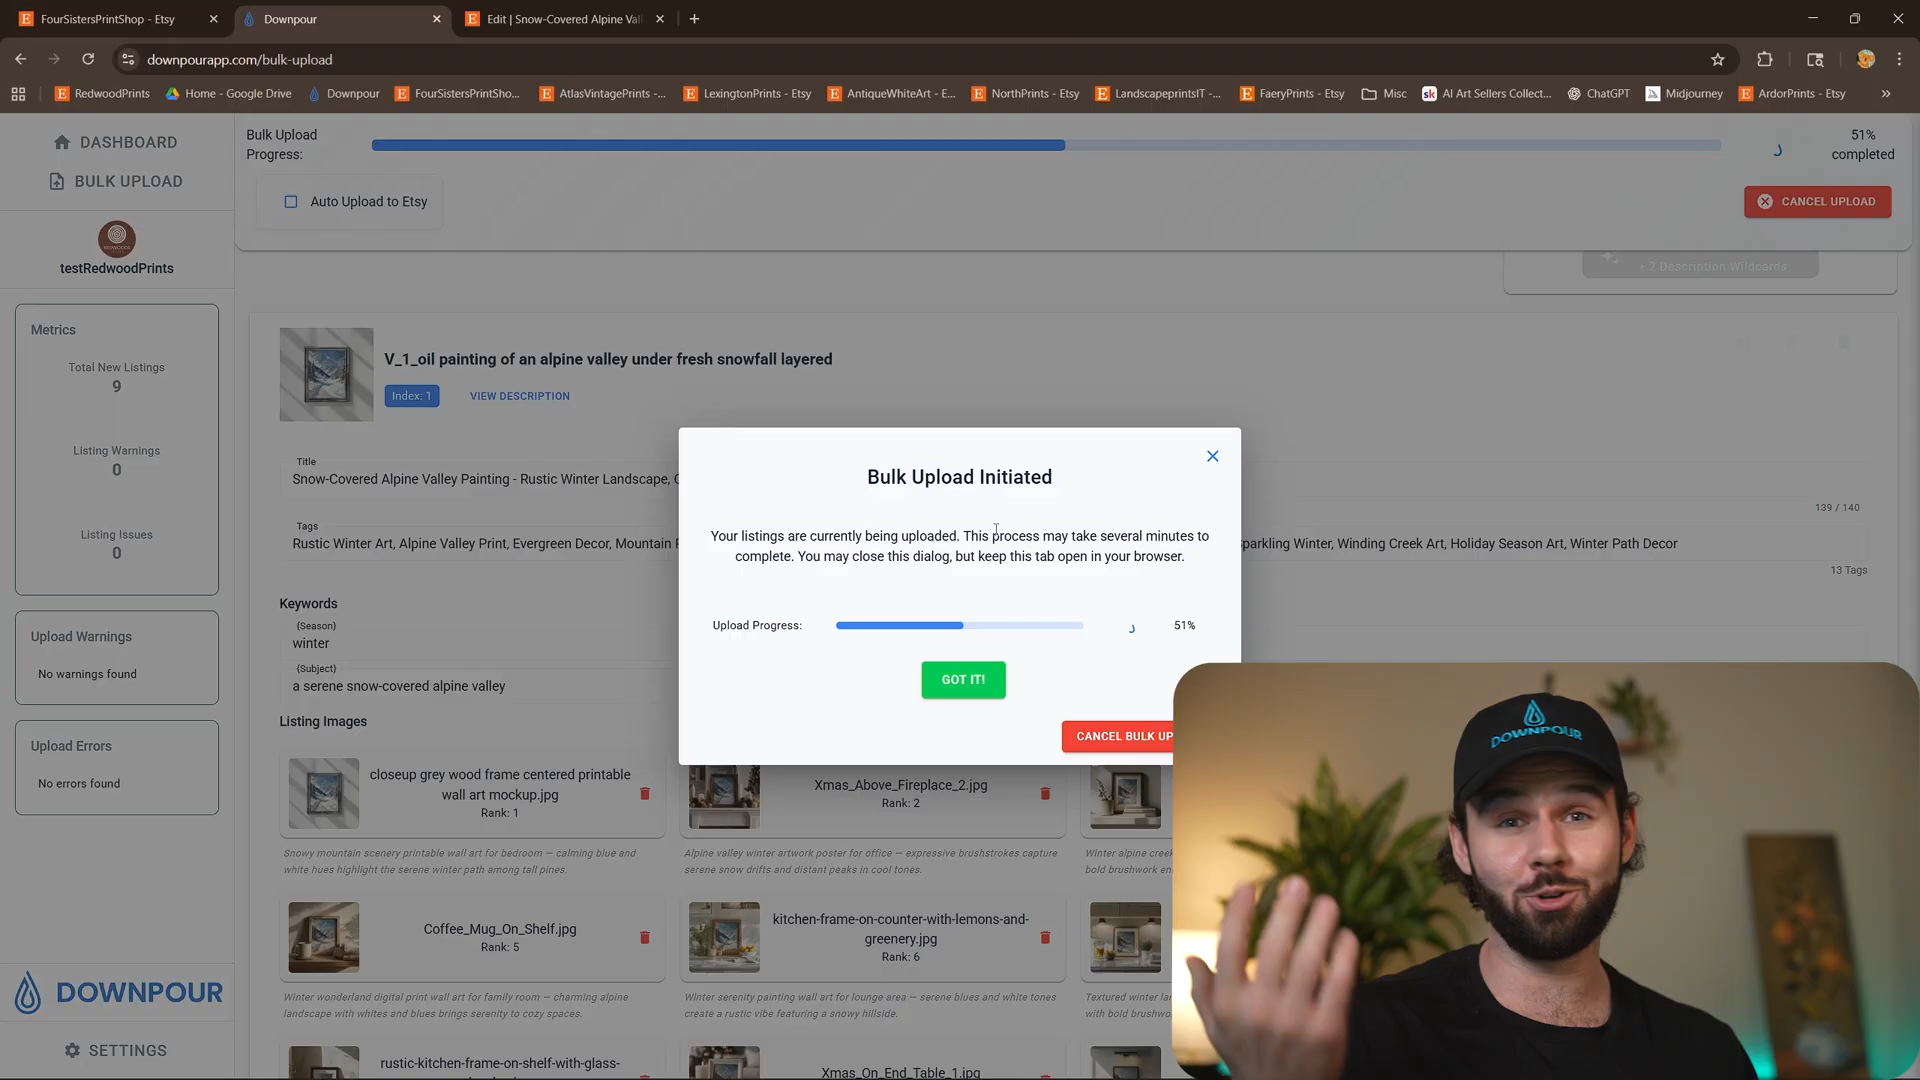 FourSistersPrintShop - Etsy
Downpour
Edit | Snow-Covered Alpine Val
downpourapp.com/bulk-upload
RedwoodPrints
Home - Google Drive
Downpour
FourSistersPrintSho...
AtlasVintagePrints -...
LexingtonPrints - Etsy
AntiqueWhiteArt - E...
NorthPrints - Etsy
LandscapeprintsIT -...
FaeryPrints - Etsy
Misc
AI Art Sellers Collect...
ChatGPT
Midjourney
ArdorPrints - Etsy
DASHBOARD
BULK UPLOAD
testRedwoodPrints
Metrics
Total New Listings
9
Listing Warnings
0
Listing Issues
0
Upload Warnings
No warnings found
Upload Errors
No errors found
DOWNPOUR
SETTINGS
Bulk Upload
Progress:
51%
completed
Auto Upload to Etsy
CANCEL UPLOAD
+ 2 Description Wildcards
V_1_oil painting of an alpine valley under fresh snowfall layered
Index: 1
VIEW DESCRIPTION
Title
Snow-Covered Alpine Valley Painting - Rustic Winter Landscape,
139 / 140
Tags
Rustic Winter Art, Alpine Valley Print, Evergreen Decor, Mountain
Sparkling Winter, Winding Creek Art, Holiday Season Art, Winter Path Decor
13 Tags
Keywords
{Season}
winter
{Subject}
a serene snow-covered alpine valley
Bulk Upload Initiated
Your listings are currently being uploaded. This process may take several minutes to
complete. You may close this dialog, but keep this tab open in your browser.
Upload Progress:
51%
GOT IT!
CANCEL BULK UP
Listing Images
closeup grey wood frame centered printable
wall art mockup.jpg
Rank: 1
Snowy mountain scenery printable wall art for bedroom — calming blue and
white hues highlight the serene winter path among tall pines.
Xmas_Above_Fireplace_2.jpg
Rank: 2
Alpine valley winter artwork poster for office — expressive brushstrokes capture
serene snow drifts and distant peaks in cool tones.
Winter alpine creek
bold brushwork
Coffee_Mug_On_Shelf.jpg
Rank: 5
Winter wonderland digital print wall art for family room — charming alpine
landscape with whites and blues brings serenity to cozy spaces.
kitchen-frame-on-counter-with-lemons-and-
greenery.jpg
Rank: 6
Winter serenity painting wall art for lounge area — serene blues and white tones
create a rustic vibe featuring a snowy hillside.
Textured winter
with bold
rustic-kitchen-frame-on-shelf-with-glass-
Xmas_On_End_Table_1.jpg
DOWNPOUR